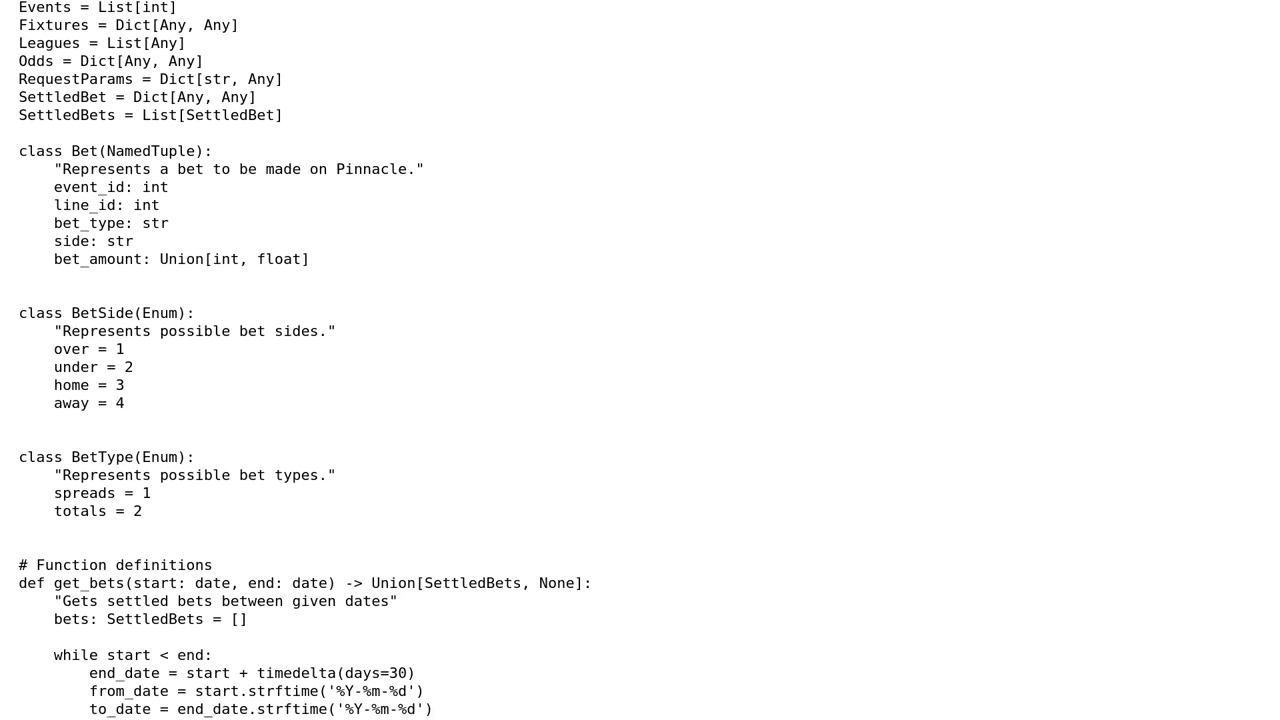 Events = List[int]
Fixtures = Dict[Any, Any]
Leagues = List[Any]
Odds = Dict[Any, Any]
RequestParams = Dict[str, Any]
SettledBet = Dict[Any, Any]
SettledBets = List[SettledBet]

class Bet(NamedTuple):
    "Represents a bet to be made on Pinnacle."
    event_id: int
    line_id: int
    bet_type: str
    side: str
    bet_amount: Union[int, float]


class BetSide(Enum):
    "Represents possible bet sides."
    over = 1
    under = 2
    home = 3
    away = 4


class BetType(Enum):
    "Represents possible bet types."
    spreads = 1
    totals = 2


# Function definitions
def get_bets(start: date, end: date) -> Union[SettledBets, None]:
    "Gets settled bets between given dates"
    bets: SettledBets = []

    while start < end:
        end_date = start + timedelta(days=30)
        from_date = start.strftime('%Y-%m-%d')
        to_date = end_date.strftime('%Y-%m-%d')